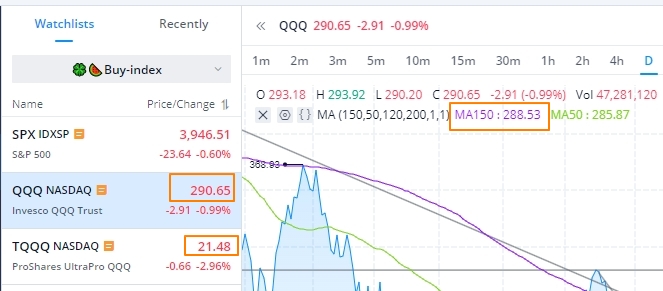 Watchlists Recently
Buy-index
Name Price/Change
SPX IDXSP 3,946.51
S&P 500 -23.64 -0.60%
QQQ NASDAQ 290.65
Invesco QQQ Trust -2.91 -0.99%
TQQQ NASDAQ 21.48
ProShares UltraPro QQQ -0.66 -2.96%
QQQ 290.65 -2.91 -0.99%
1m 2m 3m 5m 10m 15m 30m 1h 2h 4h D
O 293.18 H 293.92 L 290.20 C 290.65 -2.91 (-0.99%) Vol 47,281,120
MA (150,50,120,200,1,1) MA150 : 288.53 MA50 : 285.87
368.93